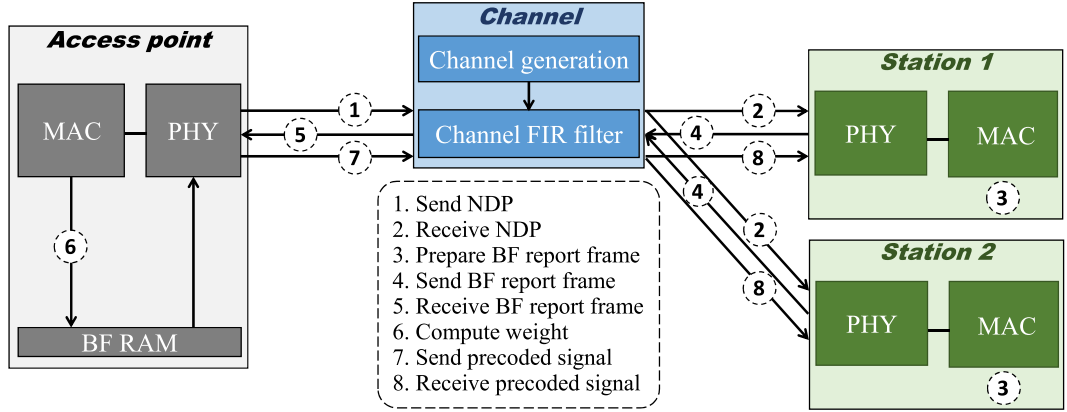 Access point
MAC
PHY
6
BF RAM
1
5
7
Channel
Channel generation
Channel FIR filter
1. Send NDP
2. Receive NDP
3. Prepare BF report frame
4. Send BF report frame
5. Receive BF report frame
6. Compute weight
7. Send precoded signal
8. Receive precoded signal
2
4
8
4
2
8
Station 1
PHY
MAC
3
Station 2
PHY
MAC
3